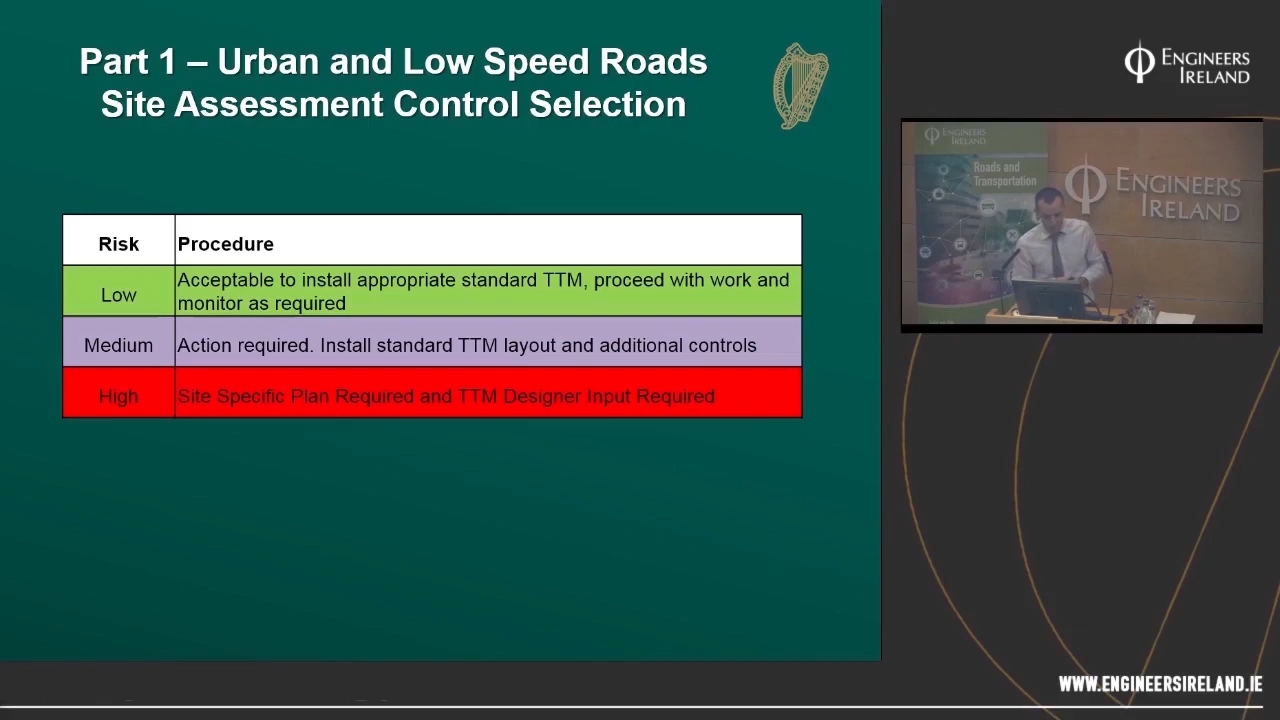 Part 1 – Urban and Low Speed Roads
Site Assessment Control Selection
Risk Procedure
Low Acceptable to install appropriate standard TTM, proceed with work and
monitor as required
Medium Action required. Install standard TTM layout and additional controls
High Site Specific Plan Required and TTM Designer Input Required
ENGINEERS
IRELAND
ENGINEERS
IRELAND
Roads and
Transportation
ENGINEERS
IRELAND
WWW.ENGINEERSIRELAND.IE